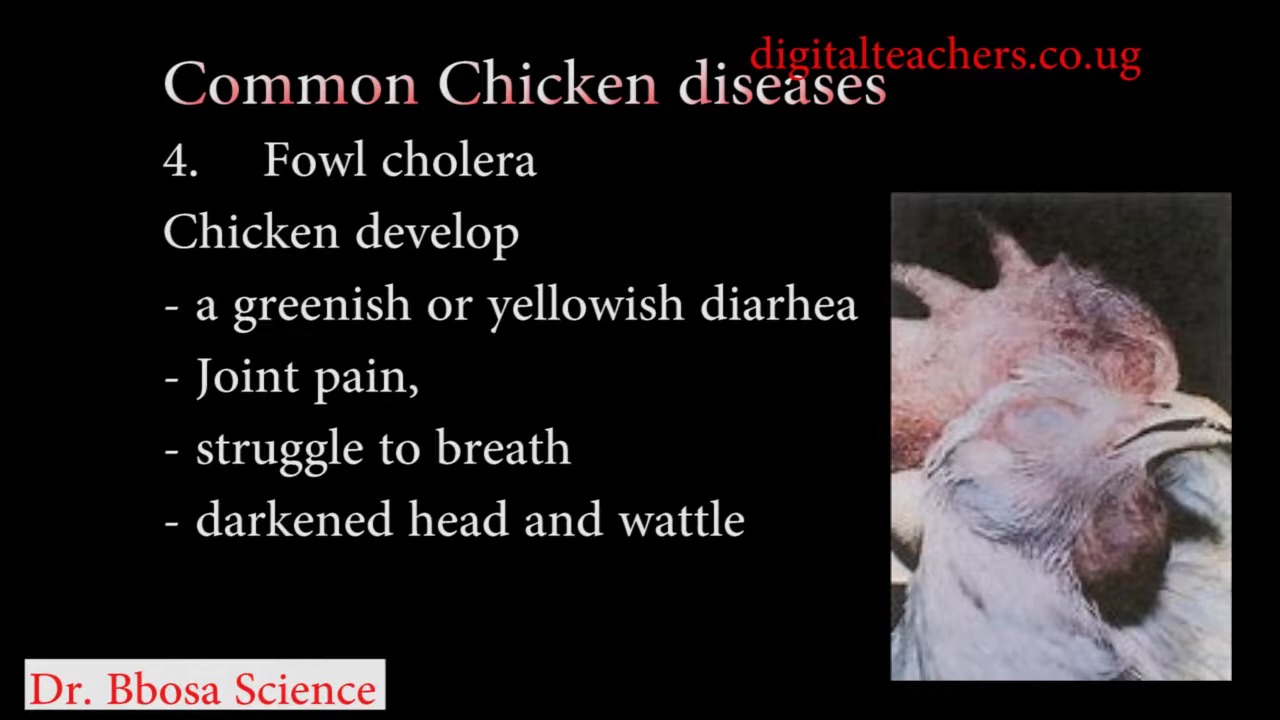 digitalteachers.co.ug
Common Chicken diseases
4. Fowl cholera
Chicken develop
- a greenish or yellowish diarhea
- Joint pain,
- struggle to breath
- darkened head and wattle
Dr. Bbosa Science